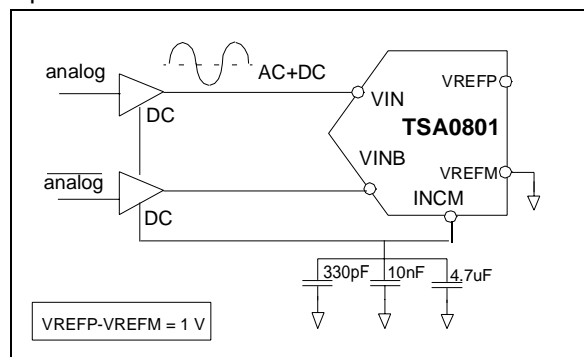 analog
AC+DC
DC
VIN
VREFP
TSA0801
VINB
VREFM
analog
DC
INCM
330pF
10nF
4.7uF
VREFP-VREFM = 1 V